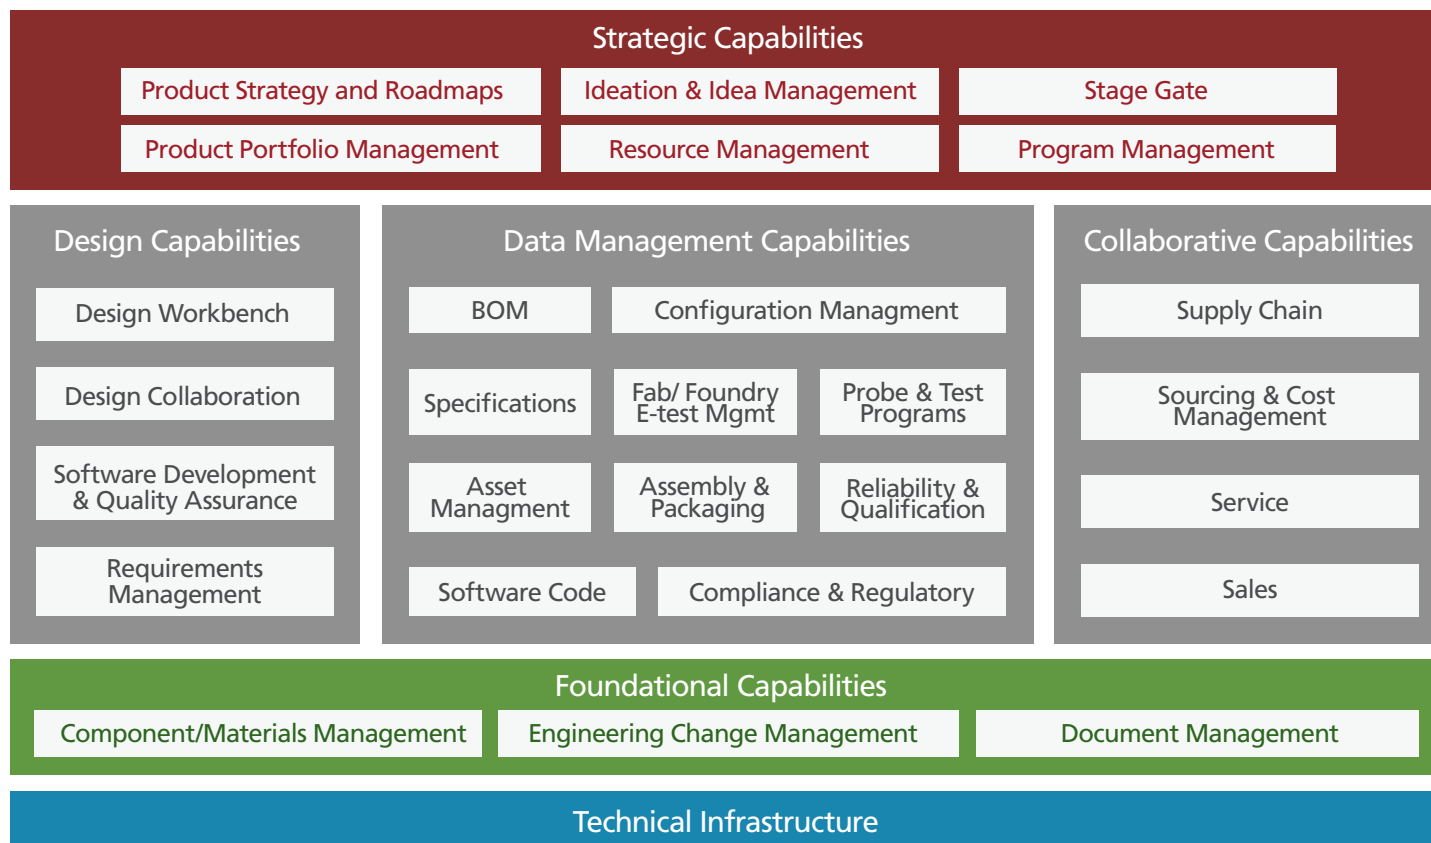 Strategic Capabilities
Product Strategy and Roadmaps
Ideation & Idea Management
Stage Gate
Product Portfolio Management
Resource Management
Program Management
Design Capabilities
Design Workbench
Design Collaboration
Software Development
& Quality Assurance
Requirements
Management
Data Management Capabilities
BOM
Configuration Managment
Specifications
Fab/ Foundry
E-test Mgmt
Probe & Test
Programs
Asset
Managment
Assembly &
Packaging
Reliability &
Qualification
Software Code
Compliance & Regulatory
Collaborative Capabilities
Supply Chain
Sourcing & Cost
Management
Service
Sales
Foundational Capabilities
Component/Materials Management
Engineering Change Management
Document Management
Technical Infrastructure